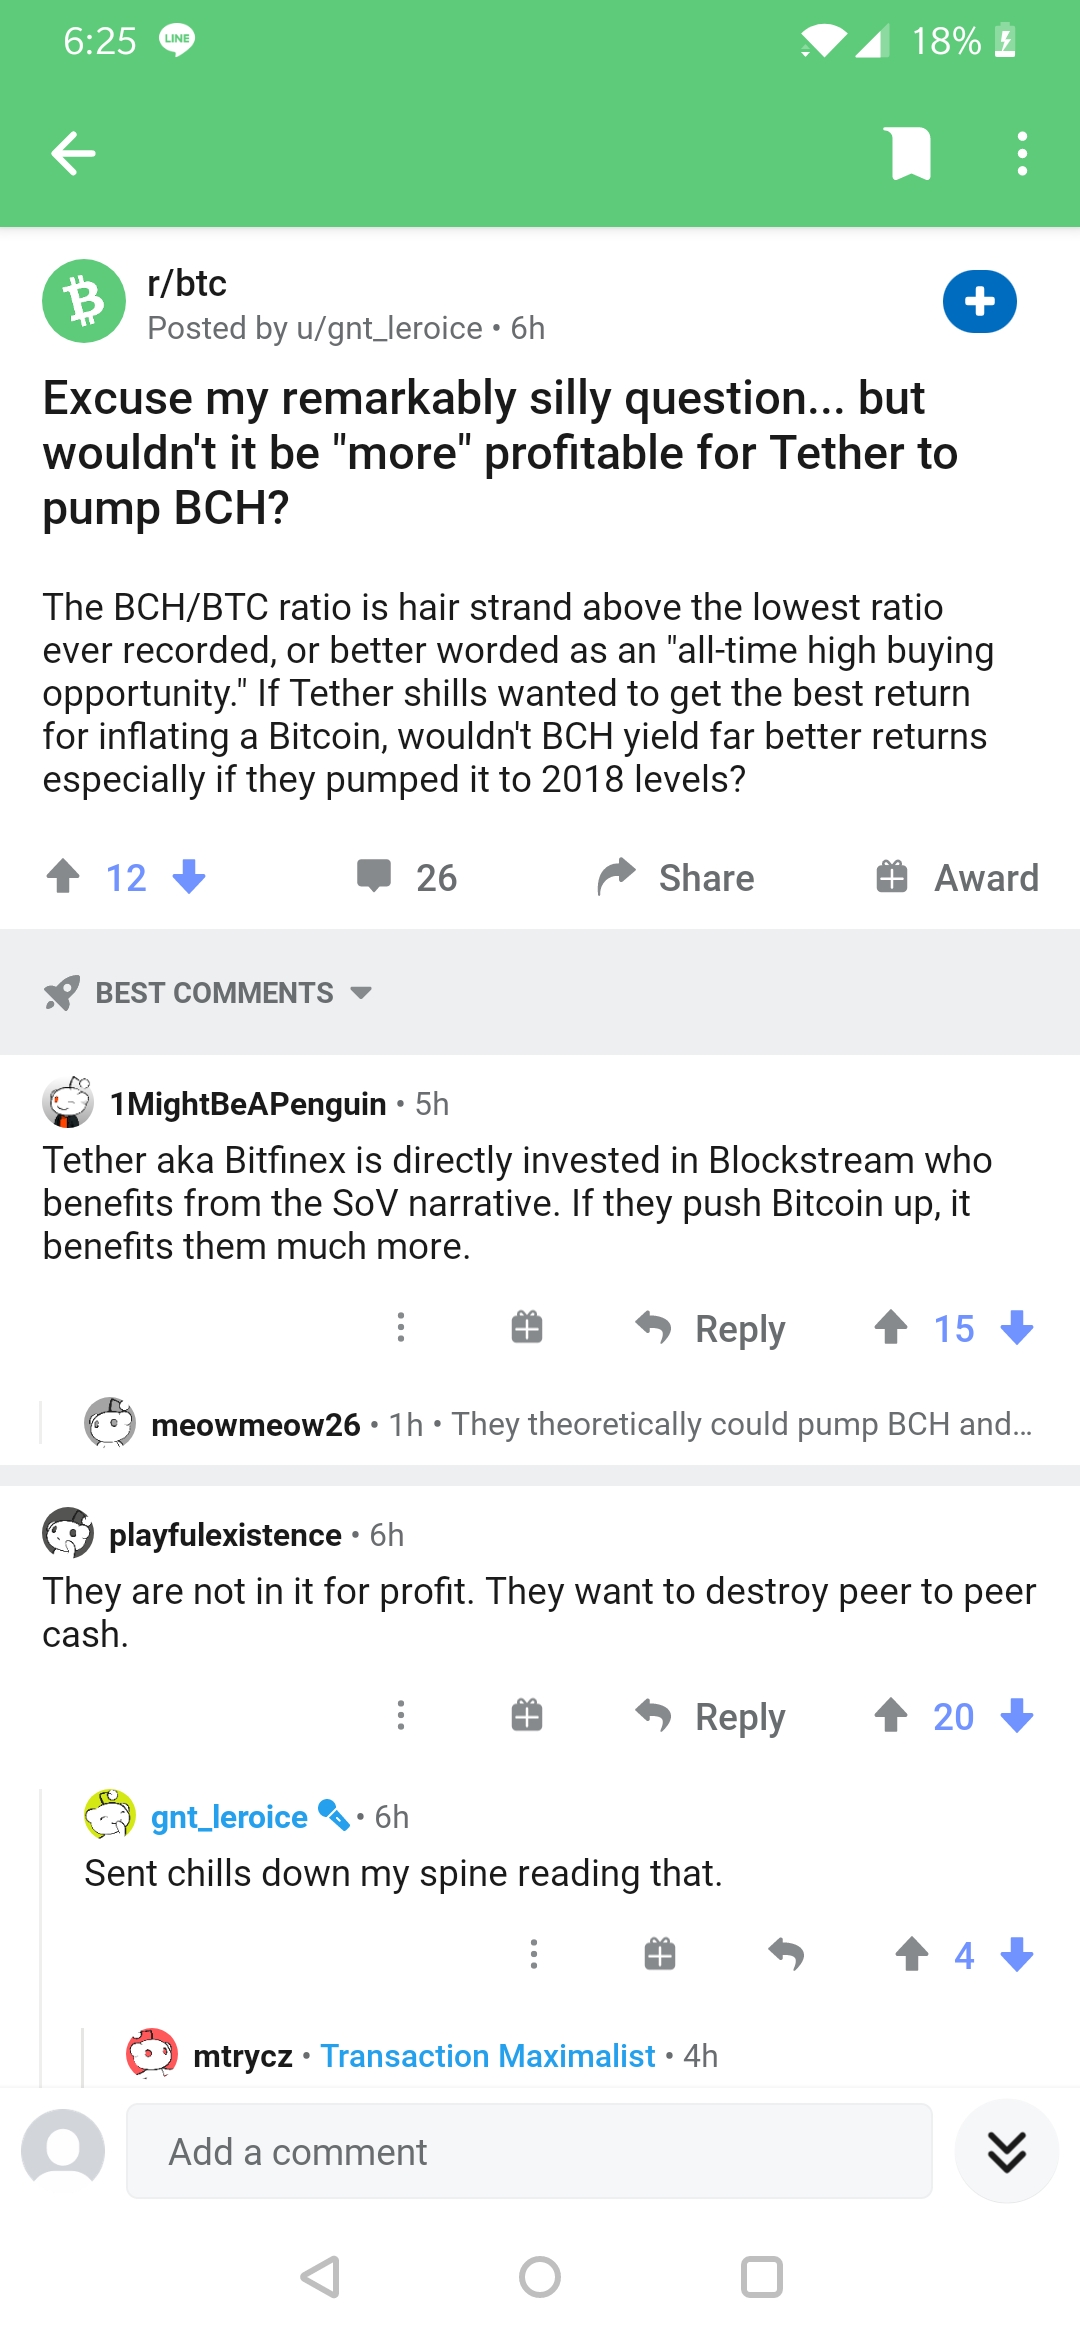 6:25 LINE 18%
r/btc
Posted by u/gnt_leroice • 6h
Excuse my remarkably silly question... but
wouldn't it be "more" profitable for Tether to
pump BCH?
The BCH/BTC ratio is hair strand above the lowest ratio
ever recorded, or better worded as an "all-time high buying
opportunity." If Tether shills wanted to get the best return
for inflating a Bitcoin, wouldn't BCH yield far better returns
especially if they pumped it to 2018 levels?
12 26 Share Award
BEST COMMENTS
1MightBeAPenguin • 5h
Tether aka Bitfinex is directly invested in Blockstream who
benefits from the SoV narrative. If they push Bitcoin up, it
benefits them much more.
Reply 15
meowmeow26 • 1h • They theoretically could pump BCH and...
playfulexistence • 6h
They are not in it for profit. They want to destroy peer to peer
cash.
Reply 20
gnt_leroice • 6h
Sent chills down my spine reading that.
4
mtrycz • Transaction Maximalist • 4h
Add a comment